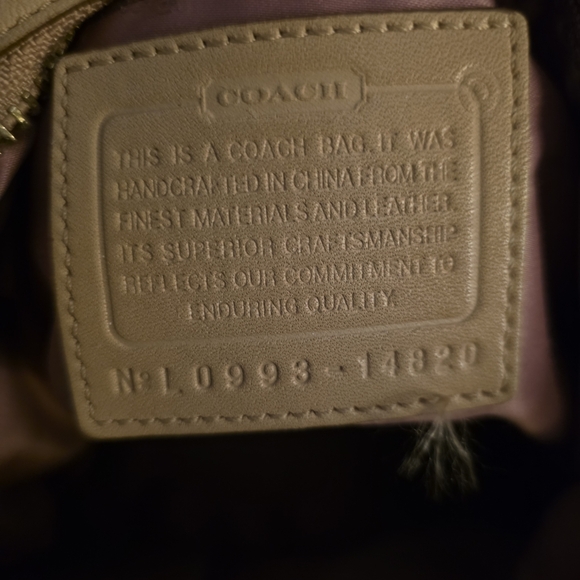 COACH
THIS IS A COACH BAG. IT WAS
HANDCRAFTED IN CHINA FROM THE
FINEST MATERIALS AND LEATHER.
ITS SUPERIOR CRAFTSMANSHIP
REFLECTS OUR COMMITMENT TO
ENDURING QUALITY.
Nº L0993-14820